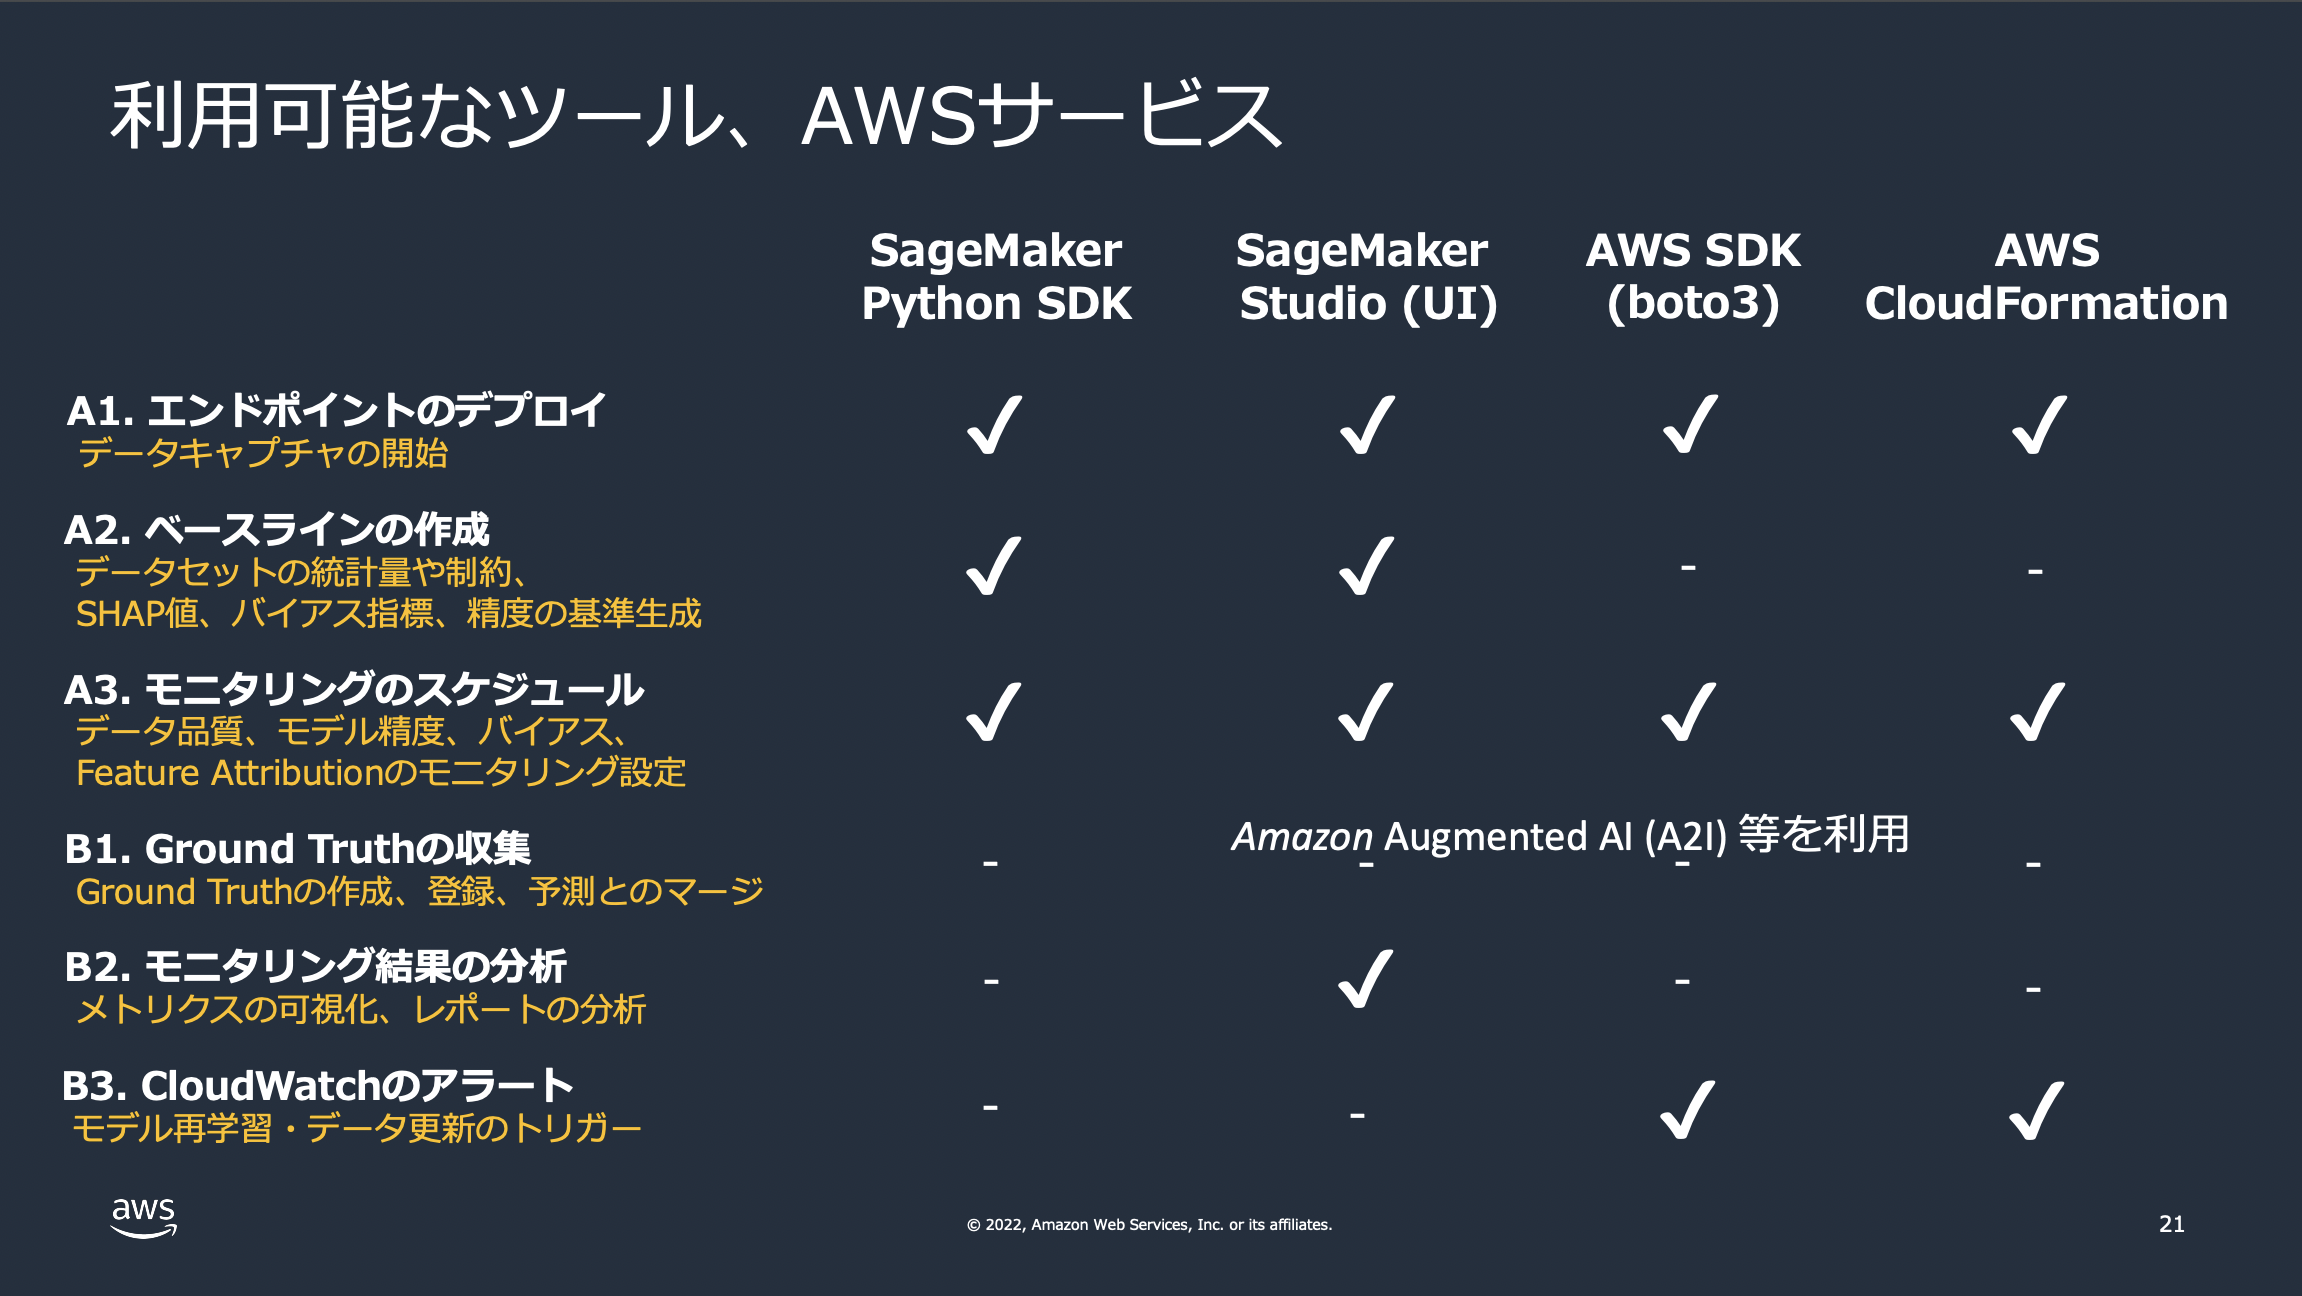 利用可能なツール、AWSサービス
SageMaker
Python SDK
SageMaker
Studio (UI)
AWS SDK
(boto3)
AWS
CloudFormation
A1. エンドポイントのデプロイ
データキャプチャの開始
✓ ✓ ✓ ✓
A2. ベースラインの作成
データセットの統計量や制約、
SHAP値、バイアス指標、精度の基準生成
✓ ✓ - -
A3. モニタリングのスケジュール
データ品質、モデル精度、バイアス、
Feature Attributionのモニタリング設定
✓ ✓ ✓ ✓
B1. Ground Truthの収集
Ground Truthの作成、登録、予測とのマージ
Amazon Augmented AI (A2I) 等を利用
- - - -
B2. モニタリング結果の分析
メトリクスの可視化、レポートの分析
- ✓ - -
B3. CloudWatchのアラート
モデル再学習・データ更新のトリガー
- - ✓ ✓
aws
© 2022, Amazon Web Services, Inc. or its affiliates.
21